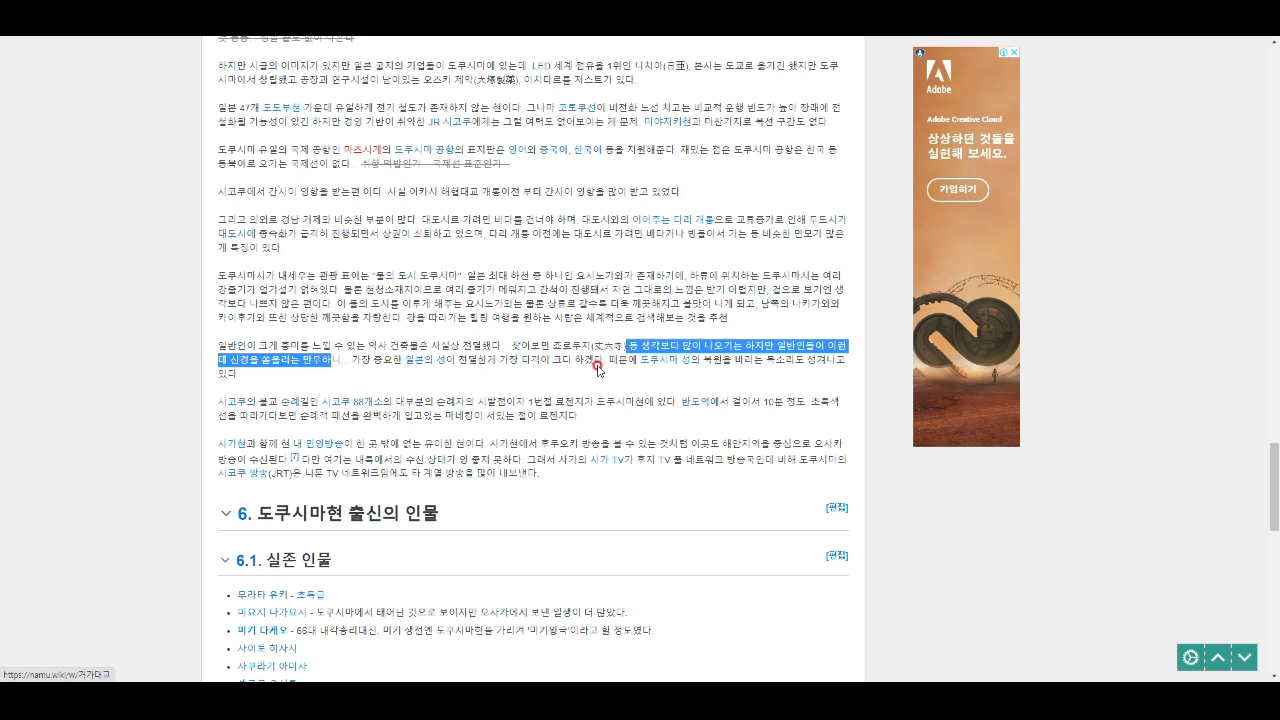 하지만 시골의 이미지가 있지만 일본 굴지의 기업들이 도쿠시마에 있는데. LED 세계 점유율 1위인 니치아(日亜), 본사는 도쿄로 옮기긴 했지만 도쿠
시마에서 창립했고 공장과 연구시설이 남아있는 오츠카 제약(大塚製薬), 이치타로를 저스트가 있다.
일본 47개 도도부현 가운데 유일하게 전기 철도가 존재하지 않는 현이다. 그나마 코토쿠선이 비전화 노선 치고는 비교적 운행 빈도가 높아 장래에 전
철화될 가능성이 있긴 하지만 경영 기반이 취약한 JR 시코쿠에게는 그럴 여력도 없어보이는 게 문제. 미야자키현과 마찬가지로 복선 구간도 없다.
도쿠시마의 유일한 공항인 마츠시게의 도쿠시마 공항의 표지판은 영어와 중국어, 한국어 등을 지원해준다. 재밌는 점은 도쿠시마 공항은 한국 등
동북아로 오가는 국제선이 없다...
시코쿠에서 간사이 영향을 받는편 이다. 사실 아카시 해협대교 개통이전 부터 간사이 영향을 많이 받고 있었다.
그리고 의외로 경남 거제와 비슷한 부분이 많다. 대도시로 가려면 바다를 건너야 하며, 대도시와의 이어주는 다리 개통으로 교류증가로 인해 두도시가
대도시에 종속화가 급격히 진행되면서 상권이 쇠퇴하고 있으며, 다리 개통 이전에는 대도시로 가려면 배타거나 빙돌아서 가는 등 비슷한 면모가 많은
게 특징이 있다.
도쿠시마시가 내세우는 관광 표어는 "물의 도시 도쿠시마". 일본 최대 하천 중 하나인 요시노가와가 존재하기에, 하류에 위치하는 도쿠시마시는 여러
강줄기가 얽힌 형태를 띄고 있다. 물론 현청소재지이므로 여러 줄기가 메워지고 간척이 진행돼서 자연 그대로의 느낌은 받기 어렵지만, 겉으로 보기엔 생
각보다 나쁘지 않은 편이다. 이 물의 도시를 이루게 해주는 요시노가와는 물론 상류로 갈수록 더욱 깨끗해지고 물맛이 나게 되고, 남쪽의 나카가와와
카이후가와 또한 상당한 깨끗함을 자랑한다. 강을 따라가는 힐링 여행을 원하는 사람은 세계적으로 검색해보는 것을 추천.
일반인이 크게 흥미를 느낄 수 있는 역사 건축물은 사실상 전멸했다... 찾아보면 죠로쿠지(丈六寺) 등 생각보다 많이 나오기는 하지만 일반인들이 이런
데 신경을 쏟을리는 만무하니... 가장 중요한 일본의 성이 전멸한게 가장 타격이 크다 하겠다. 때문에 도쿠시마 성의 복원을 바라는 목소리도 생겨나고
있다.
시코쿠의 불교 순례길인 시코쿠 88개소의 대부분의 순례자의 시발점이자 1번절 료젠지가 도쿠시마현에 있다. 반도역에서 걸어서 10분 정도. 초록색
선을 따라가다보면 순례객 패션을 완벽하게 입고있는 마네킹이 서있는 절이 료젠지다.
사가현과 함께 현 내 민영방송이 한 곳 밖에 없는 유이한 현이다. 사가현에서 후쿠오카 방송을 볼 수 있는 것처럼 이곳도 해안지역을 중심으로 오사카
방송이 수신된다.[7] 다만 여기는 내륙에서의 수신 상태가 영 좋지 못하다. 그래서 사가의 사가 TV가 후지 TV 풀 네트워크 방송국인데 비해 도쿠시마의
시코쿠 방송(JRT)은 니혼 TV 네트워크임에도 타 계열 방송을 많이 내보낸다.
6. 도쿠시마현 출신의 인물 [편집]
6.1. 실존 인물 [편집]
무라타 유키 - 초특급
미요시 나가요시 - 도쿠시마에서 태어난 것으로 보이지만 오사카에서 보낸 일생이 더 많았다.
미키 다케오 - 66대 내각총리대신. 미키 생전엔 도쿠시마현을 가리켜 '미키왕국'이라고 할 정도였다.
사이토 히사시
사쿠라기 아미사
Adobe
Adobe Creative Cloud
상상하던 것들을
실현해 보세요.
가입하기
https://namu.wiki/w/거가대교